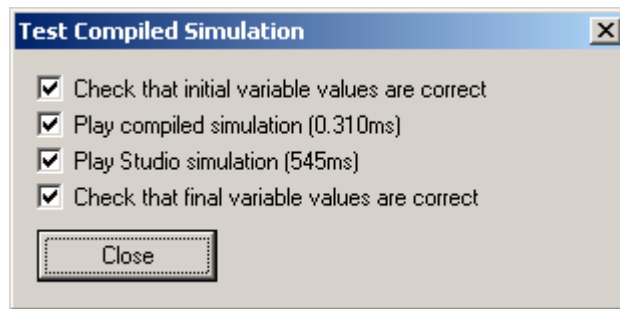 Test Compiled Simulation
Check that initial variable values are correct
Play compiled simulation (0.310ms)
Play Studio simulation (545ms)
Check that final variable values are correct
Close